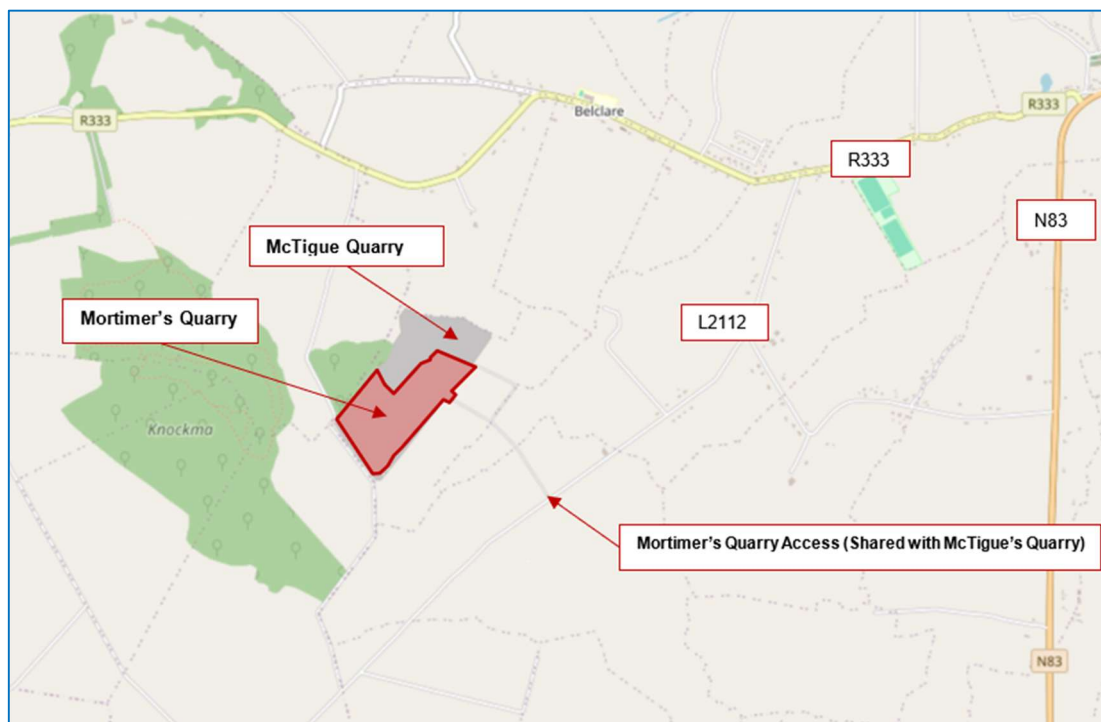 R333
Belclare
R333
R333
N83
McTigue Quarry
Mortimer's Quarry
L2112
Knockma
Mortimer's Quarry Access (Shared with McTigue's Quarry)
N83